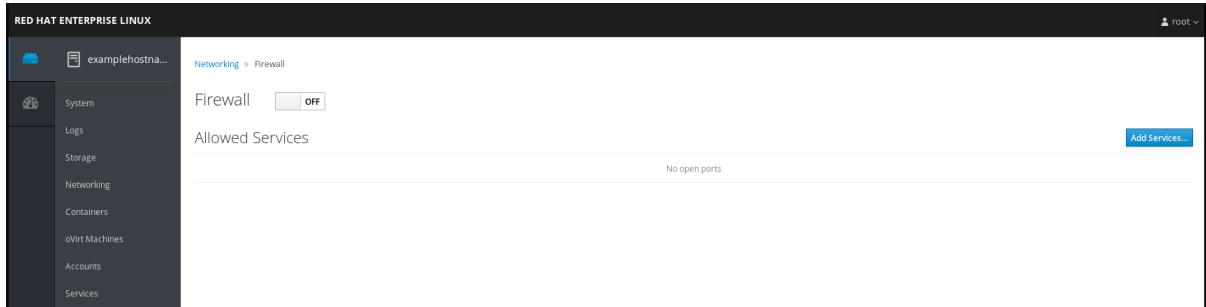 RED HAT ENTERPRISE LINUX
root
examplehostna...
Networking » Firewall
Firewall OFF
System
Logs
Storage
Networking
Containers
oVirt Machines
Accounts
Services
Allowed Services
Add Services...
No open ports